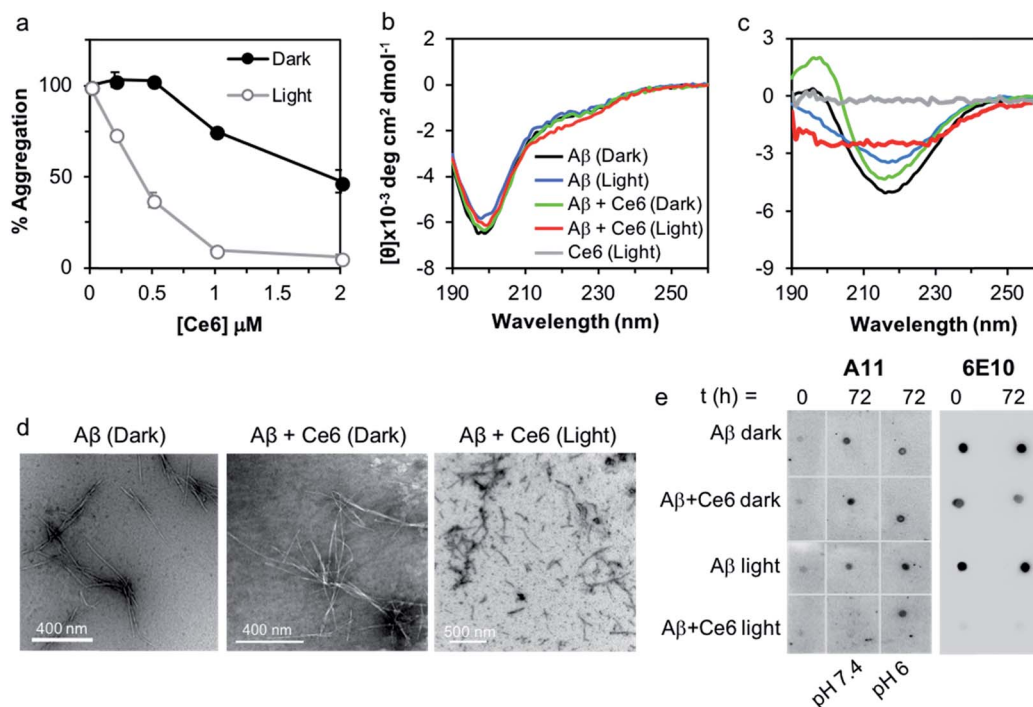 a
% Aggregation
100
50
0
0
0.5
1
1.5
2
[Ce6] µM
Dark
Light
b
[θ]x10⁻³ deg cm² dmol⁻¹
2
0
-2
-4
-6
-8
190
210
230
250
Wavelength (nm)
Aβ (Dark)
Aβ (Light)
Aβ + Ce6 (Dark)
Aβ + Ce6 (Light)
Ce6 (Light)
c
3
0
-3
-6
-9
190
210
230
250
Wavelength (nm)
d
Aβ (Dark)
Aβ + Ce6 (Dark)
Aβ + Ce6 (Light)
400 nm
400 nm
500 nm
e
A11
6E10
t (h) = 0 72 72 0 72
Aβ dark
Aβ+Ce6 dark
Aβ light
Aβ+Ce6 light
pH 7.4
pH 6